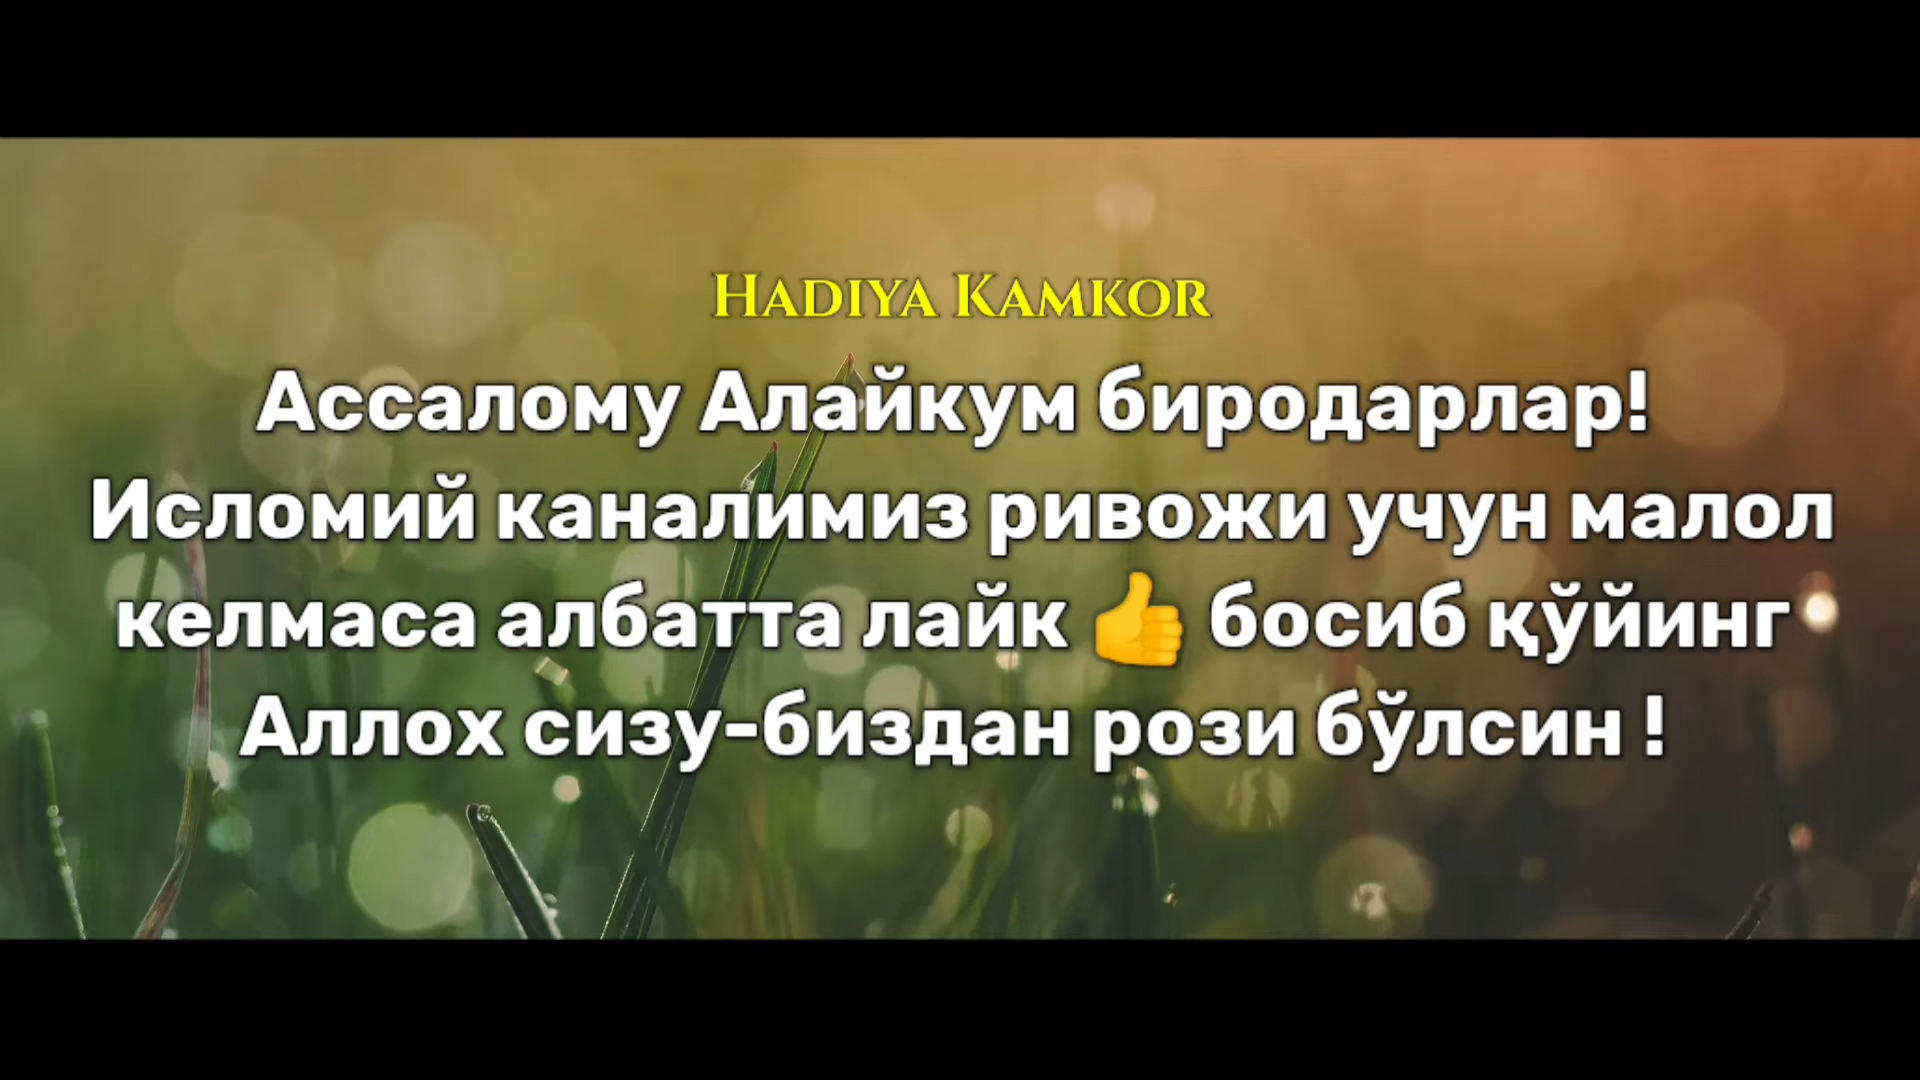 Hadiya Kamkor
Ассалому Алайкум биродарлар!
Исломий каналимиз ривожи учун малол
келмаса албатта лайк 👍 босиб қўйинг
Аллох сизу-биздан рози бўлсин !